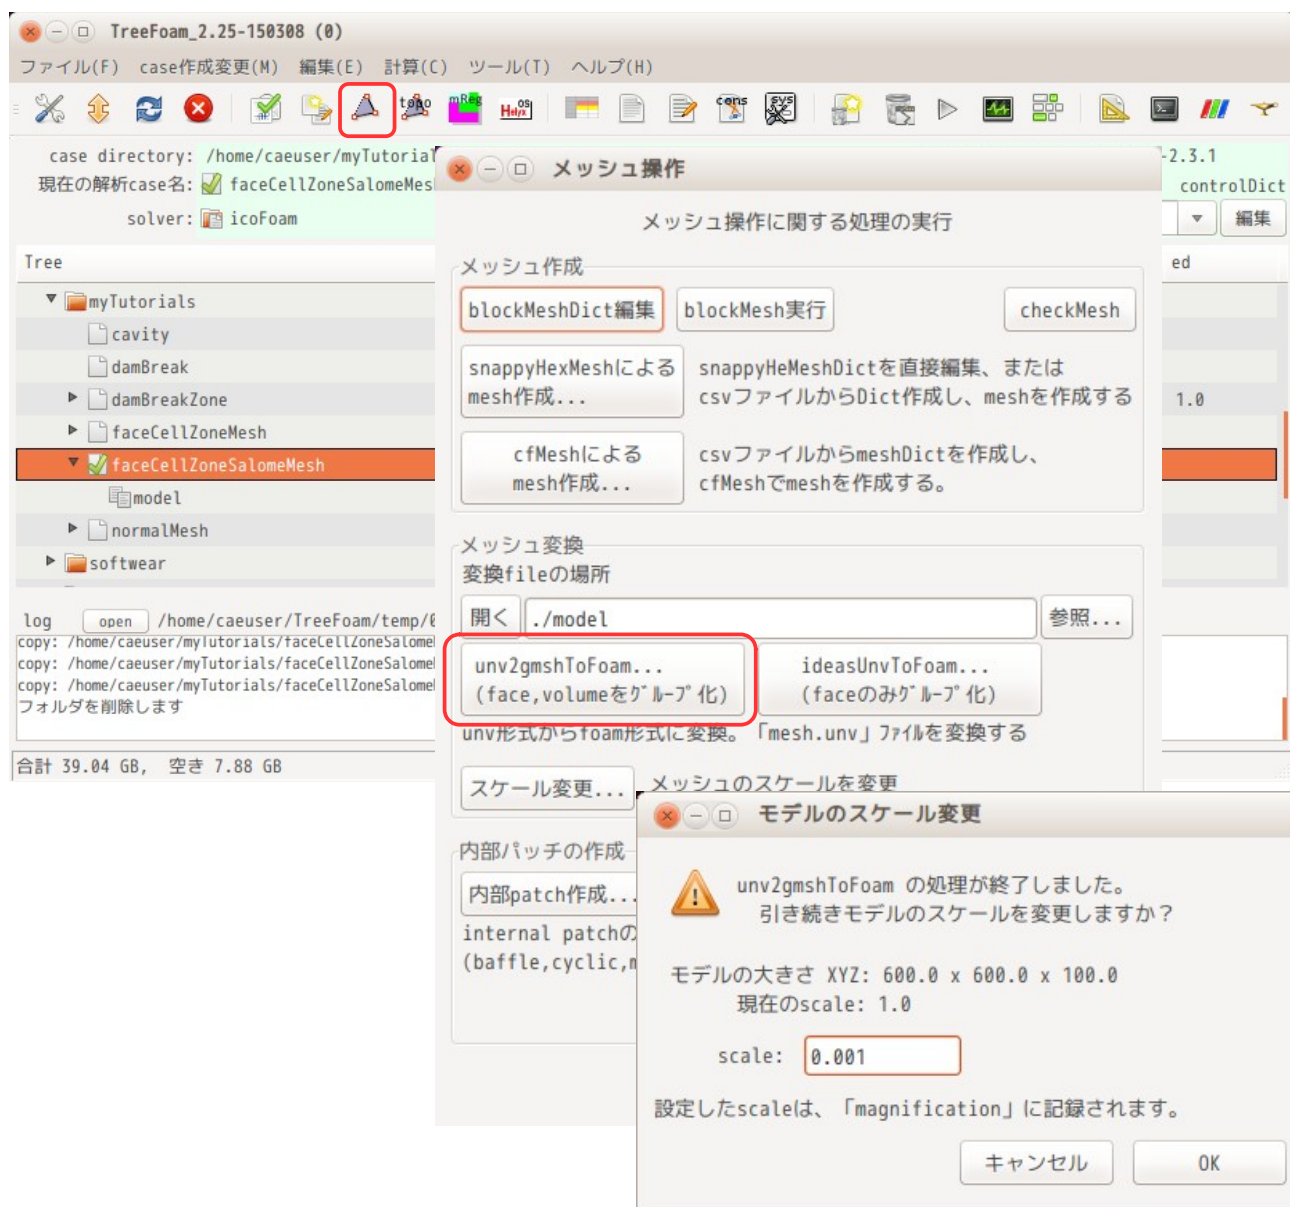 TreeFoam_2.25-150308 (0)
ファイル(F) case作成変更(M) 編集(E) 計算(C) ツール(T) ヘルプ(H)
topo mReg Helyx OS cons sys
case directory: /home/caeuser/myTutorial
-2.3.1
現在の解析case名: faceCellZoneSalomeMes
controlDict
solver: icoFoam
編集
Tree
ed
myTutorials
cavity
damBreak
damBreakZone
1.0
faceCellZoneMesh
faceCellZoneSalomeMesh
model
normalMesh
softwear
log open /home/caeuser/TreeFoam/temp/0
copy: /home/caeuser/myTutorials/faceCellZoneSalomeM
copy: /home/caeuser/myTutorials/faceCellZoneSalomeM
copy: /home/caeuser/myTutorials/faceCellZoneSalomeM
フォルダを削除します
合計 39.04 GB, 空き 7.88 GB
メッシュ操作
メッシュ操作に関する処理の実行
メッシュ作成
blockMeshDict編集 blockMesh実行 checkMesh
snappyHexMeshによる
mesh作成...
snappyHeMeshDictを直接編集、または
csvファイルからDict作成し、meshを作成する
cfMeshによる
mesh作成...
csvファイルからmeshDictを作成し、
cfMeshでmeshを作成する。
メッシュ変換
変換fileの場所
開く ./model 参照...
unv2gmshToFoam...
(face,volumeをｸﾞﾙｰﾌﾟ化)
ideasUnvToFoam...
(faceのみｸﾞﾙｰﾌﾟ化)
unv形式からfoam形式に変換。「mesh.unv」ﾌｧｲﾙを変換する
スケール変更... メッシュのスケールを変更
内部パッチの作成
内部patch作成...
internal patchの
(baffle,cyclic,m
モデルのスケール変更
unv2gmshToFoam の処理が終了しました。
引き続きモデルのスケールを変更しますか？
モデルの大きさ XYZ: 600.0 x 600.0 x 100.0
現在のscale: 1.0
scale: 0.001
設定したscaleは、「magnification」に記録されます。
キャンセル OK